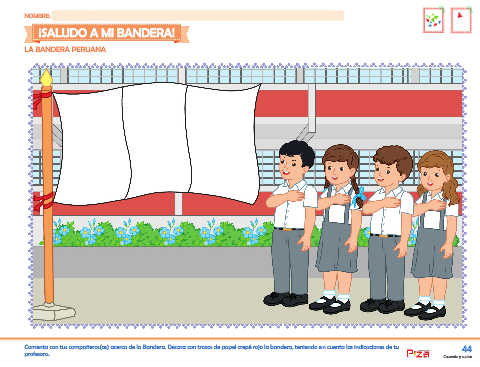 NOMBRE:
¡SALUDO A MI BANDERA!
LA BANDERA PERUANA
Comenta con tus compañeros(as) acerca de la Bandera. Decora con trozos de papel crepé rojo la bandera, teniendo en cuenta las indicaciones de tu
profesora.
44